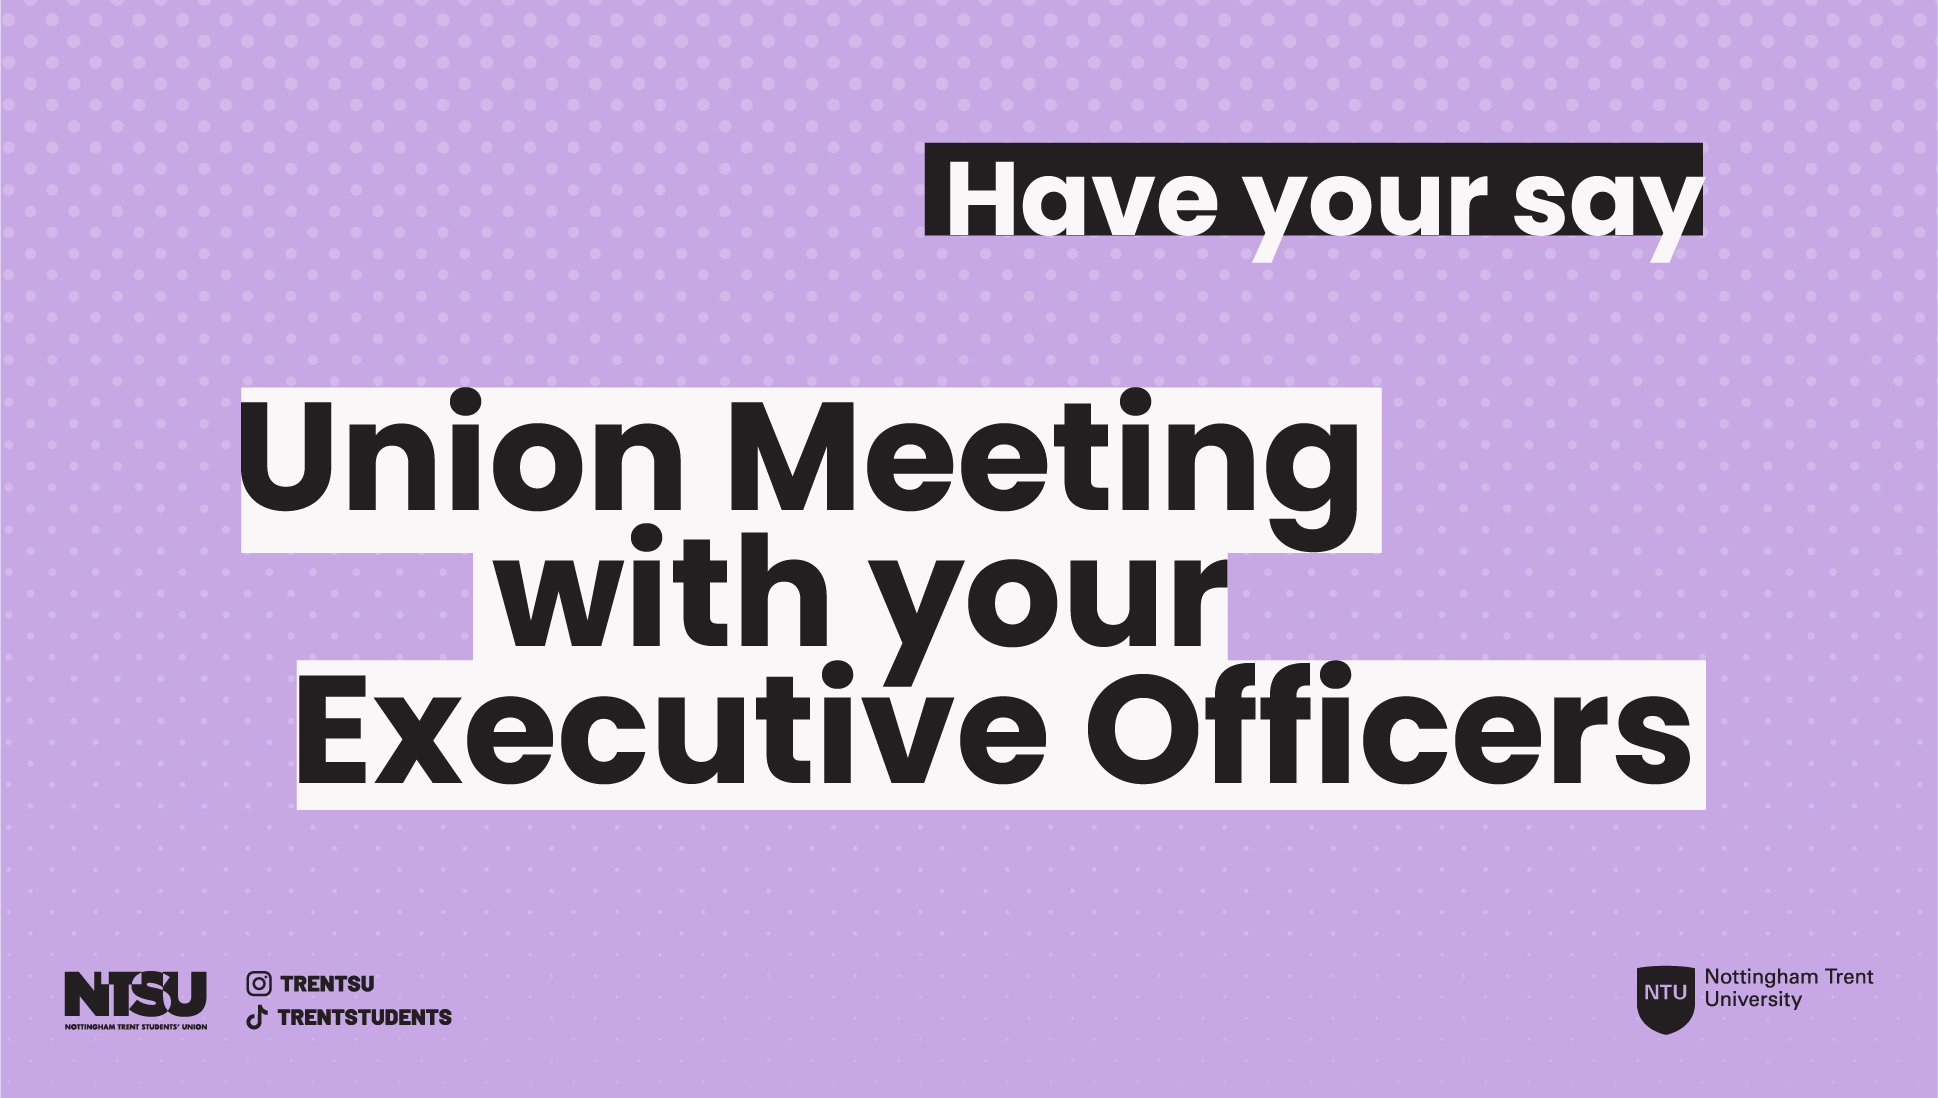 Have your say
Union Meeting
with your
Executive Officers
NTSU
NOTTINGHAM TRENT STUDENTS' UNION
TRENTSU
TRENTSTUDENTS
NTU
Nottingham Trent
University